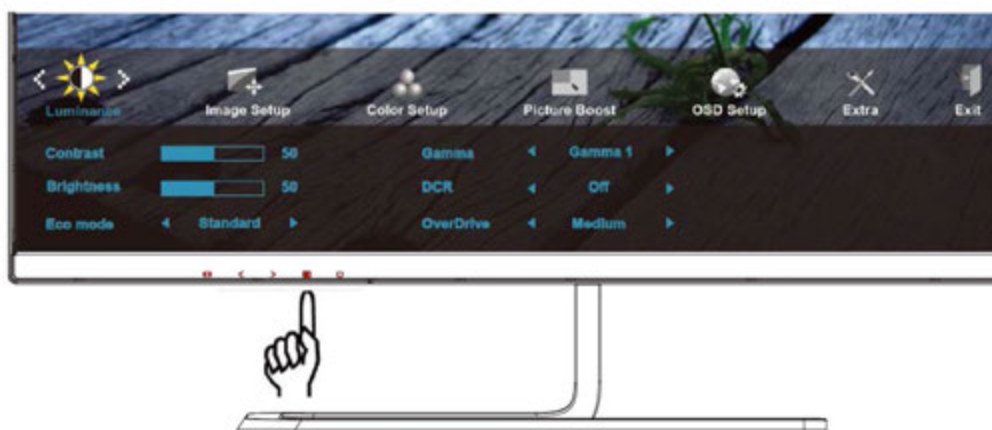 Luminance Image Setup Color Setup Picture Boost OSD Setup Extra Exit
Contrast 50 Gamma Gamma 1
Brightness 50 DCR Off
Eco mode Standard OverDrive Medium